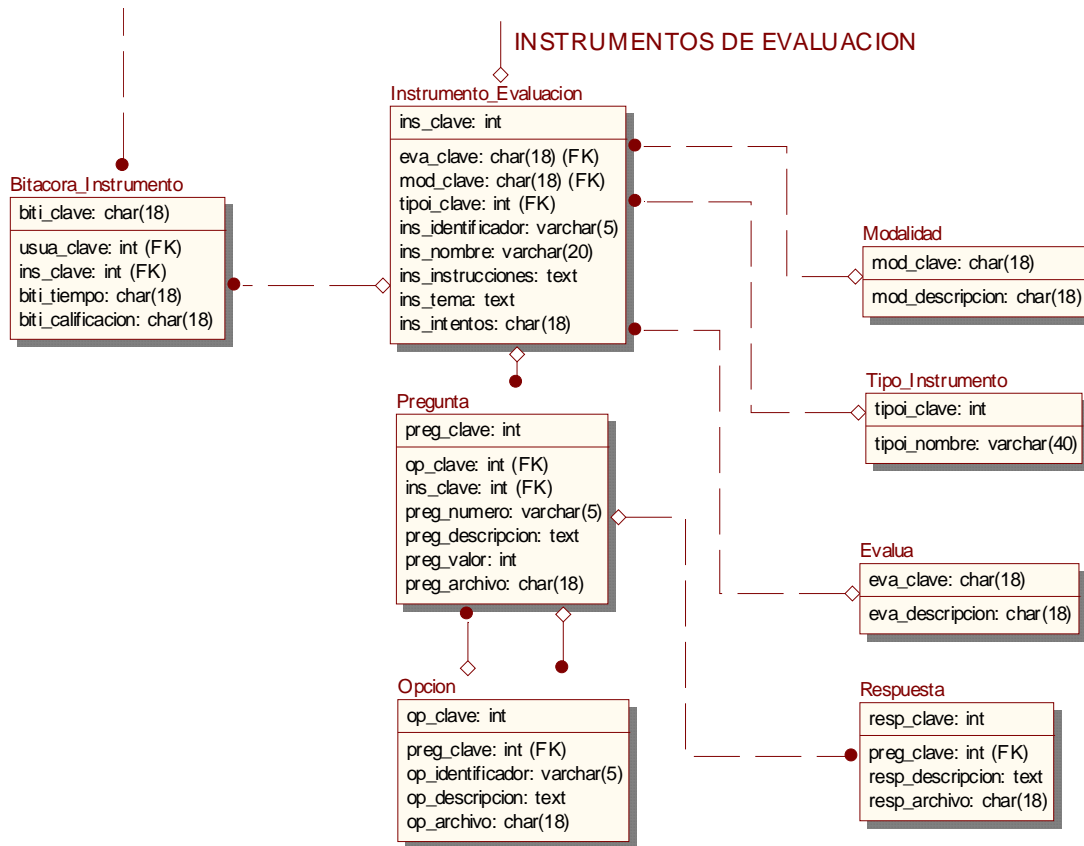 INSTRUMENTOS DE EVALUACION
Instrumento_Evaluacion
ins_clave: int
eva_clave: char(18) (FK)
mod_clave: char(18) (FK)
tipoi_clave: int (FK)
ins_identificador: varchar(5)
ins_nombre: varchar(20)
ins_instrucciones: text
ins_tema: text
ins_intentos: char(18)
Bitacora_Instrumento
biti_clave: char(18)
usua_clave: int (FK)
ins_clave: int (FK)
biti_tiempo: char(18)
biti_calificacion: char(18)
Modalidad
mod_clave: char(18)
mod_descripcion: char(18)
Tipo_Instrumento
tipoi_clave: int
tipoi_nombre: varchar(40)
Pregunta
preg_clave: int
op_clave: int (FK)
ins_clave: int (FK)
preg_numero: varchar(5)
preg_descripcion: text
preg_valor: int
preg_archivo: char(18)
Evalua
eva_clave: char(18)
eva_descripcion: char(18)
Opcion
op_clave: int
preg_clave: int (FK)
op_identificador: varchar(5)
op_descripcion: text
op_archivo: char(18)
Respuesta
resp_clave: int
preg_clave: int (FK)
resp_descripcion: text
resp_archivo: char(18)